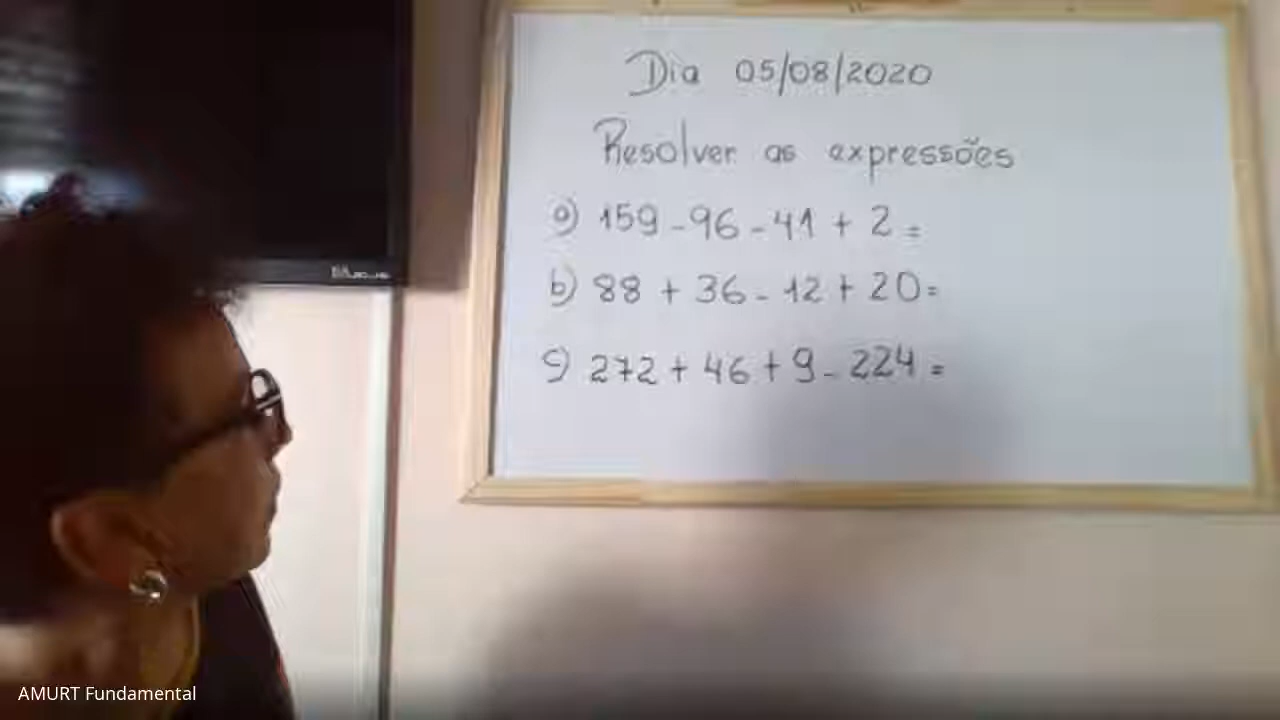 Dia 05/08/2020
Resolver as expressões
a) 159 - 96 - 41 + 2 =
b) 88 + 36 - 12 + 20 =
c) 272 + 46 + 9 - 224 =
AMURT Fundamental